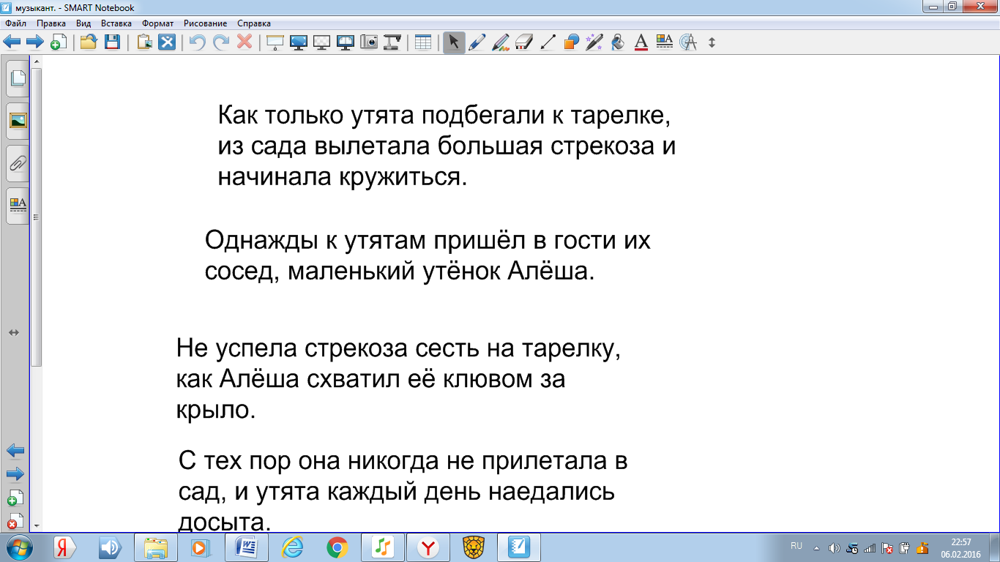 музыкант. - SMART Notebook
Файл Правка Вид Вставка Формат Рисование Справка
Как только утята подбегали к тарелке,
из сада вылетала большая стрекоза и
начинала кружиться.
Однажды к утятам пришёл в гости их
сосед, маленький утёнок Алёша.
Не успела стрекоза сесть на тарелку,
как Алёша схватил её клювом за
крыло.
С тех пор она никогда не прилетала в
сад, и утята каждый день наедались
досыта.
RU
22:57
06.02.2016